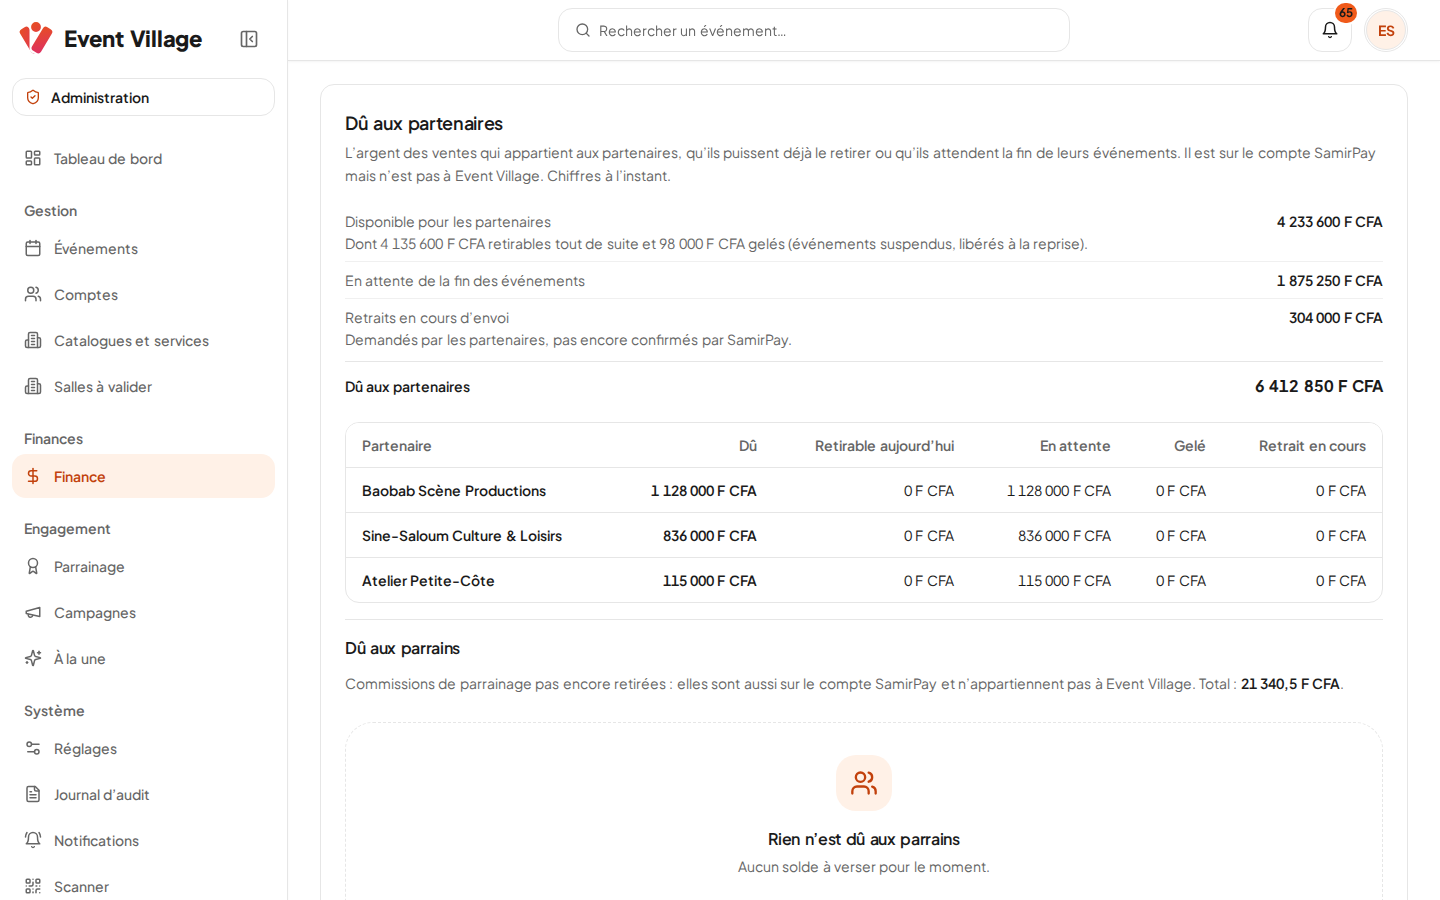 Event Village
Administration
Tableau de bord
Gestion
Événements
Comptes
Catalogues et services
Salles à valider
Finances
Finance
Engagement
Parrainage
Campagnes
À la une
Système
Réglages
Journal d’audit
Notifications
Scanner
Rechercher un événement…
65
ES
Dû aux partenaires
L’argent des ventes qui appartient aux partenaires, qu’ils puissent déjà le retirer ou qu’ils attendent la fin de leurs événements. Il est sur le compte SamirPay
mais n’est pas à Event Village. Chiffres à l’instant.
Disponible pour les partenaires 4 233 600 F CFA
Dont 4 135 600 F CFA retirables tout de suite et 98 000 F CFA gelés (événements suspendus, libérés à la reprise).
En attente de la fin des événements 1 875 250 F CFA
Retraits en cours d’envoi 304 000 F CFA
Demandés par les partenaires, pas encore confirmés par SamirPay.
Dû aux partenaires 6 412 850 F CFA
Partenaire Dû Retirable aujourd’hui En attente Gelé Retrait en cours
Baobab Scène Productions 1 128 000 F CFA 0 F CFA 1 128 000 F CFA 0 F CFA 0 F CFA
Sine-Saloum Culture & Loisirs 836 000 F CFA 0 F CFA 836 000 F CFA 0 F CFA 0 F CFA
Atelier Petite-Côte 115 000 F CFA 0 F CFA 115 000 F CFA 0 F CFA 0 F CFA
Dû aux parrains
Commissions de parrainage pas encore retirées : elles sont aussi sur le compte SamirPay et n’appartiennent pas à Event Village. Total : 21 340,5 F CFA.
Rien n’est dû aux parrains
Aucun solde à verser pour le moment.